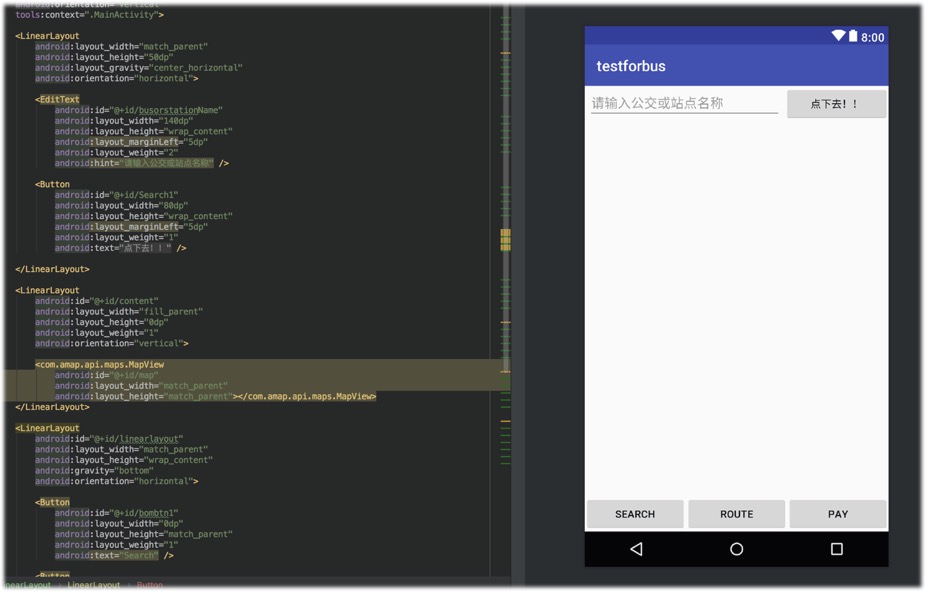 android:orientation="vertical"
tools:context=".MainActivity">
<LinearLayout
android:layout_width="match_parent"
android:layout_height="50dp"
android:layout_gravity="center_horizontal"
android:orientation="horizontal">
<EditText
android:id="@+id/busorstationName"
android:layout_width="140dp"
android:layout_height="wrap_content"
android:layout_marginLeft="5dp"
android:layout_weight="2"
android:hint="请输入公交或站点名称" />
<Button
android:id="@+id/Search1"
android:layout_width="80dp"
android:layout_height="wrap_content"
android:layout_marginLeft="5dp"
android:layout_weight="1"
android:text="点下去！！" />
</LinearLayout>
<LinearLayout
android:id="@+id/content"
android:layout_width="fill_parent"
android:layout_height="0dp"
android:layout_weight="1"
android:orientation="vertical">
<com.amap.api.maps.MapView
android:id="@+id/map"
android:layout_width="match_parent"
android:layout_height="match_parent"></com.amap.api.maps.MapView>
</LinearLayout>
<LinearLayout
android:id="@+id/linearlayout"
android:layout_width="match_parent"
android:layout_height="wrap_content"
android:gravity="bottom"
android:orientation="horizontal">
<Button
android:id="@+id/bombtn1"
android:layout_width="0dp"
android:layout_height="match_parent"
android:layout_weight="1"
android:text="Search" />
<Button
LinearLayout › LinearLayout › Button
8:00
testforbus
请输入公交或站点名称
点下去！！
SEARCH
ROUTE
PAY